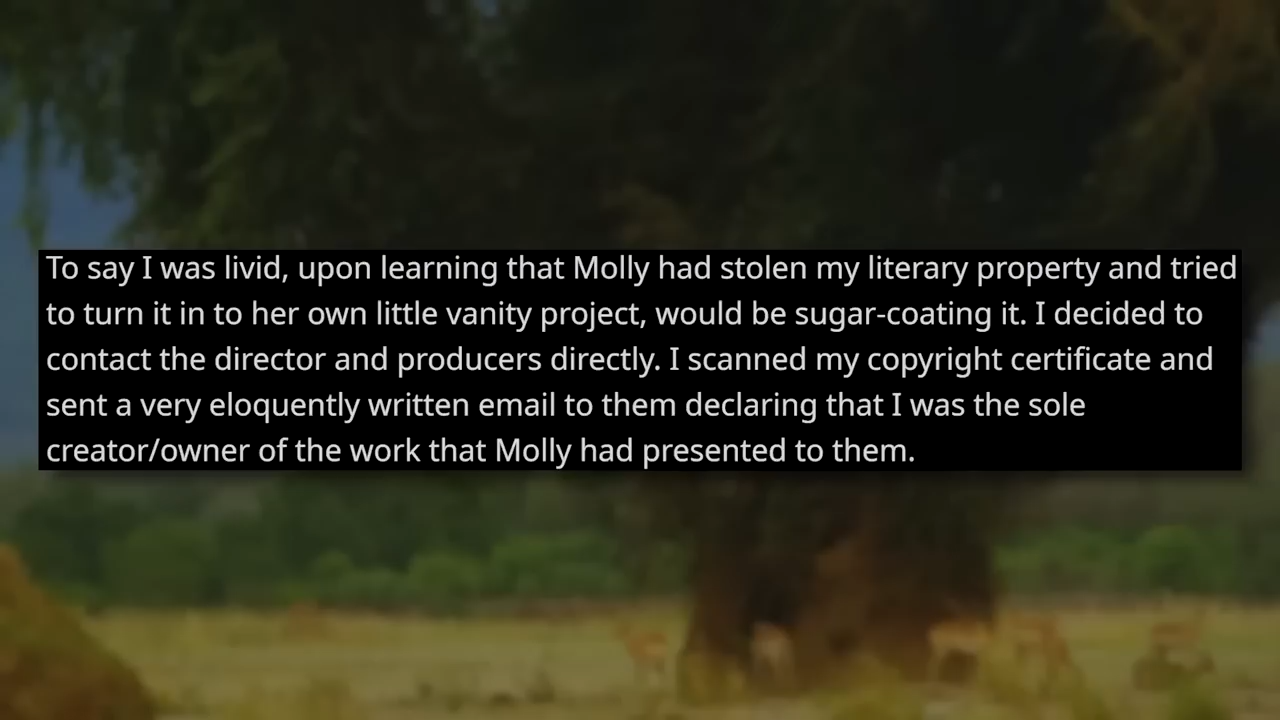 To say I was livid, upon learning that Molly had stolen my literary property and tried
to turn it in to her own little vanity project, would be sugar-coating it. I decided to
contact the director and producers directly. I scanned my copyright certificate and
sent a very eloquently written email to them declaring that I was the sole
creator/owner of the work that Molly had presented to them.